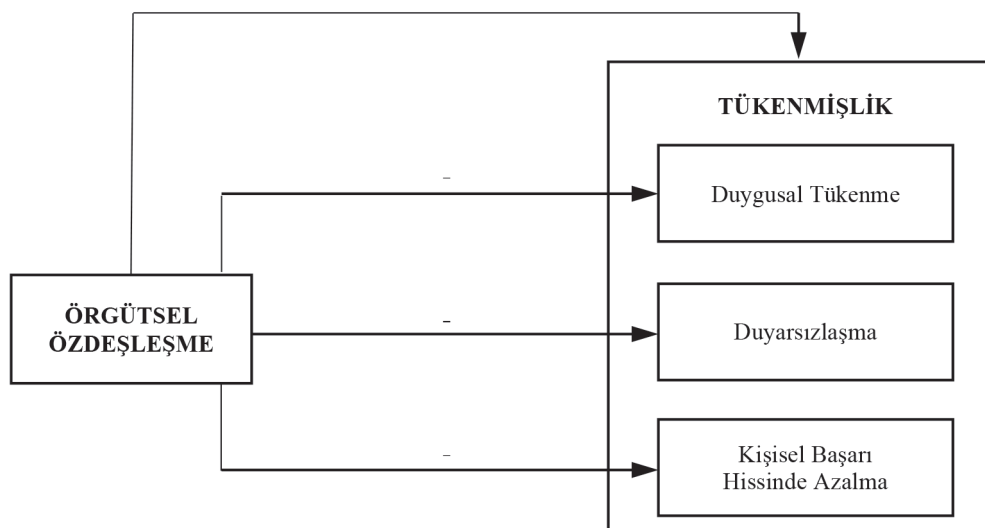 TÜKENMİŞLİK
–
Duygusal Tükenme
ÖRGÜTSEL
ÖZDEŞLEŞME
–
Duyarsızlaşma
–
Kişisel Başarı
Hissinde Azalma